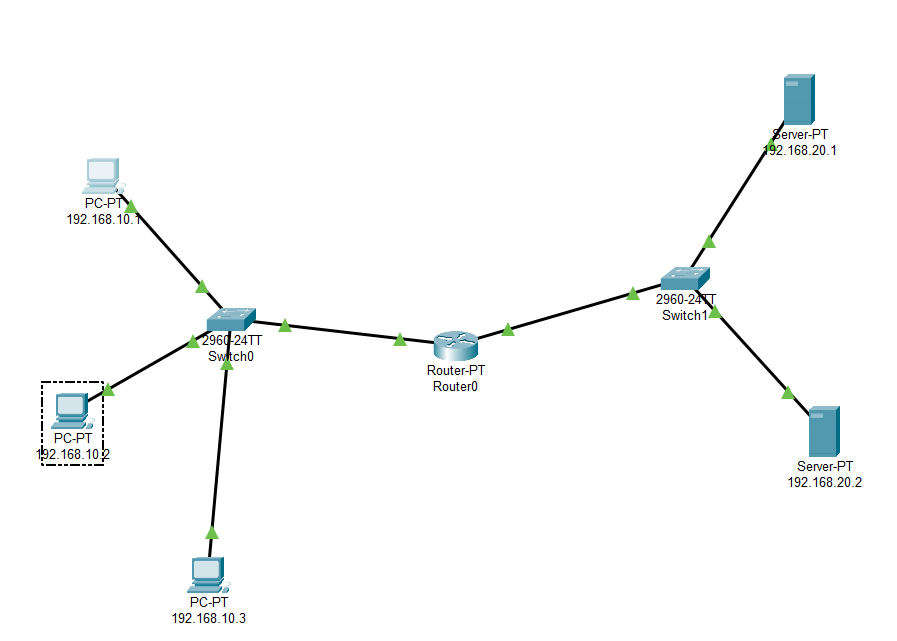 Server-PT
192.168.20.1
PC-PT
192.168.10.1
2960-24TT
Switch1
2960-24TT
Switch0
Router-PT
Router0
PC-PT
192.168.10.2
Server-PT
192.168.20.2
PC-PT
192.168.10.3